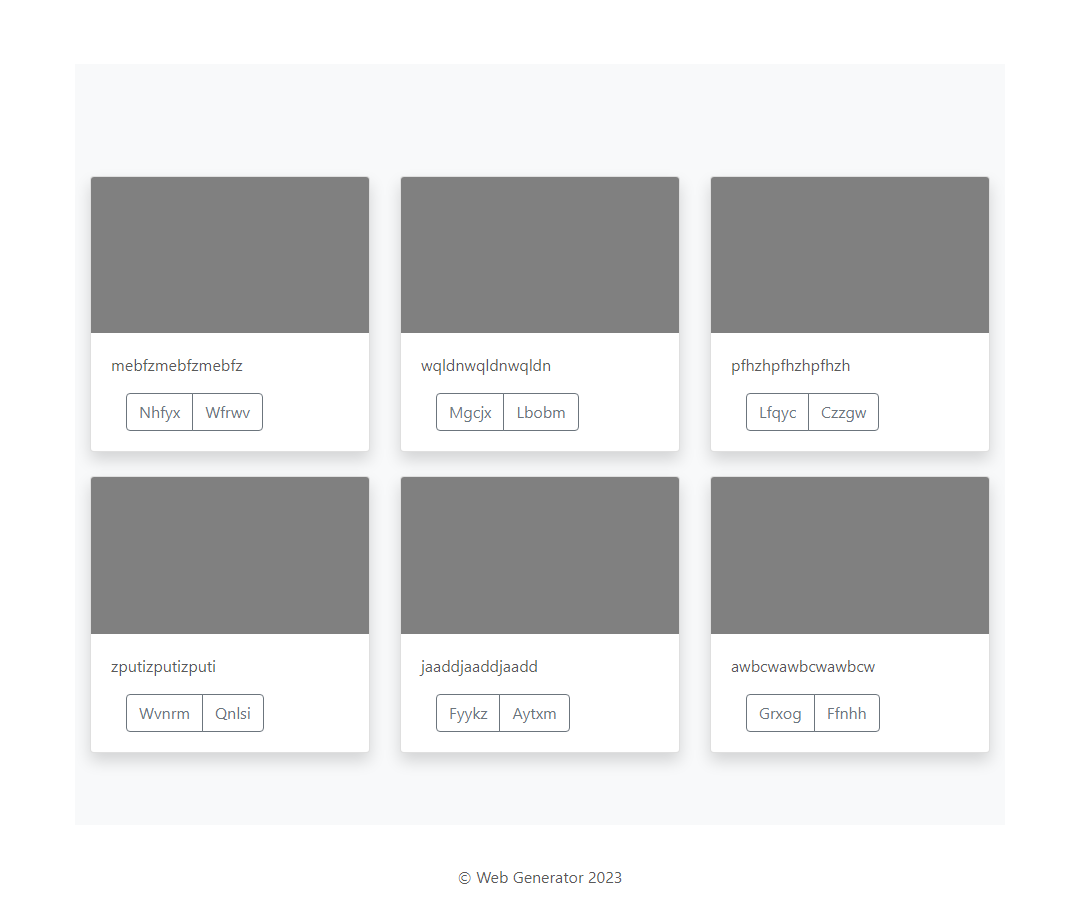 mebfzmebfzmebfz
wqldnwqldnwqldn
pfhzhpfhzhpfhzh
Nhfyx Wfrwv
Mgcjx Lbobm
Lfqyc Czzgw
zputizputizputi
jaaddjaaddjaadd
awbcwawbcwawbcw
Wvnrm Qnlsi
Fyykz Aytxm
Grxog Ffnhh
© Web Generator 2023